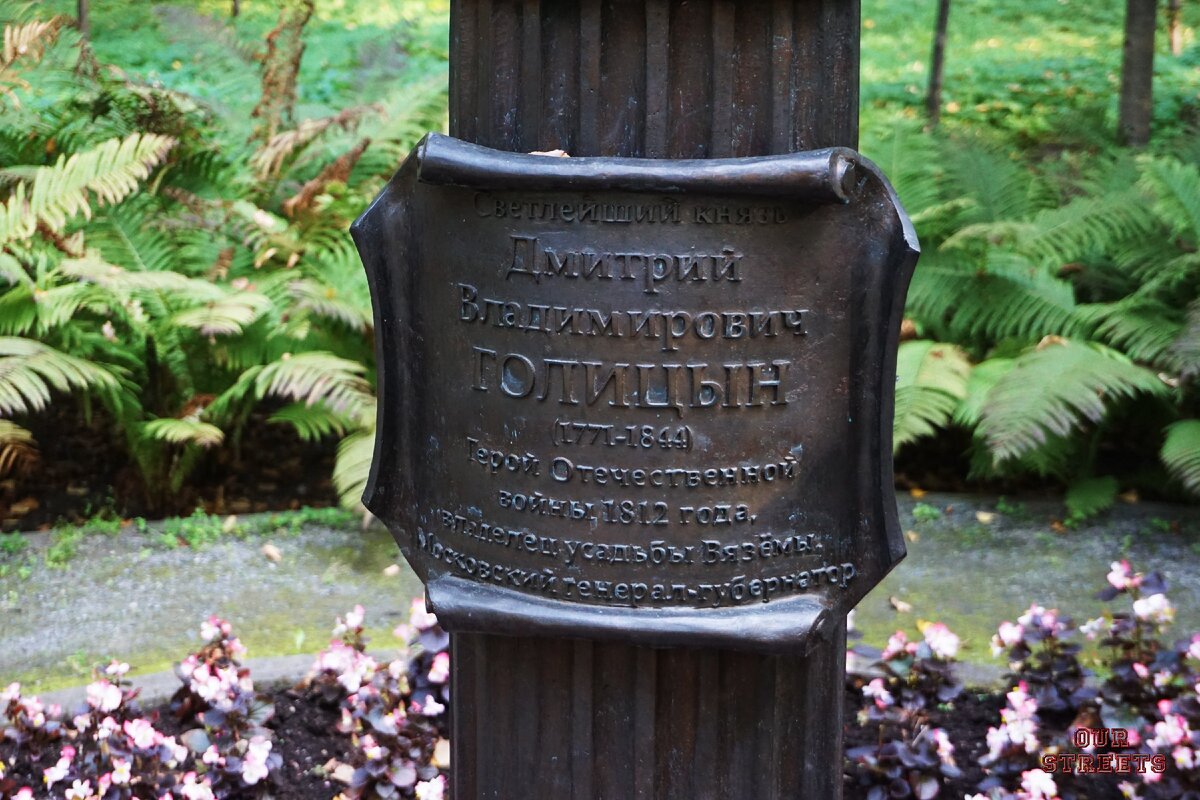 Светлейший князь
Дмитрий
Владимирович
ГОЛИЦЫН
(1771-1844)
Герой Отечественной
войны 1812 года,
владелец усадьбы Вязёмы,
Московский генерал-губернатор
OUR
STREETS